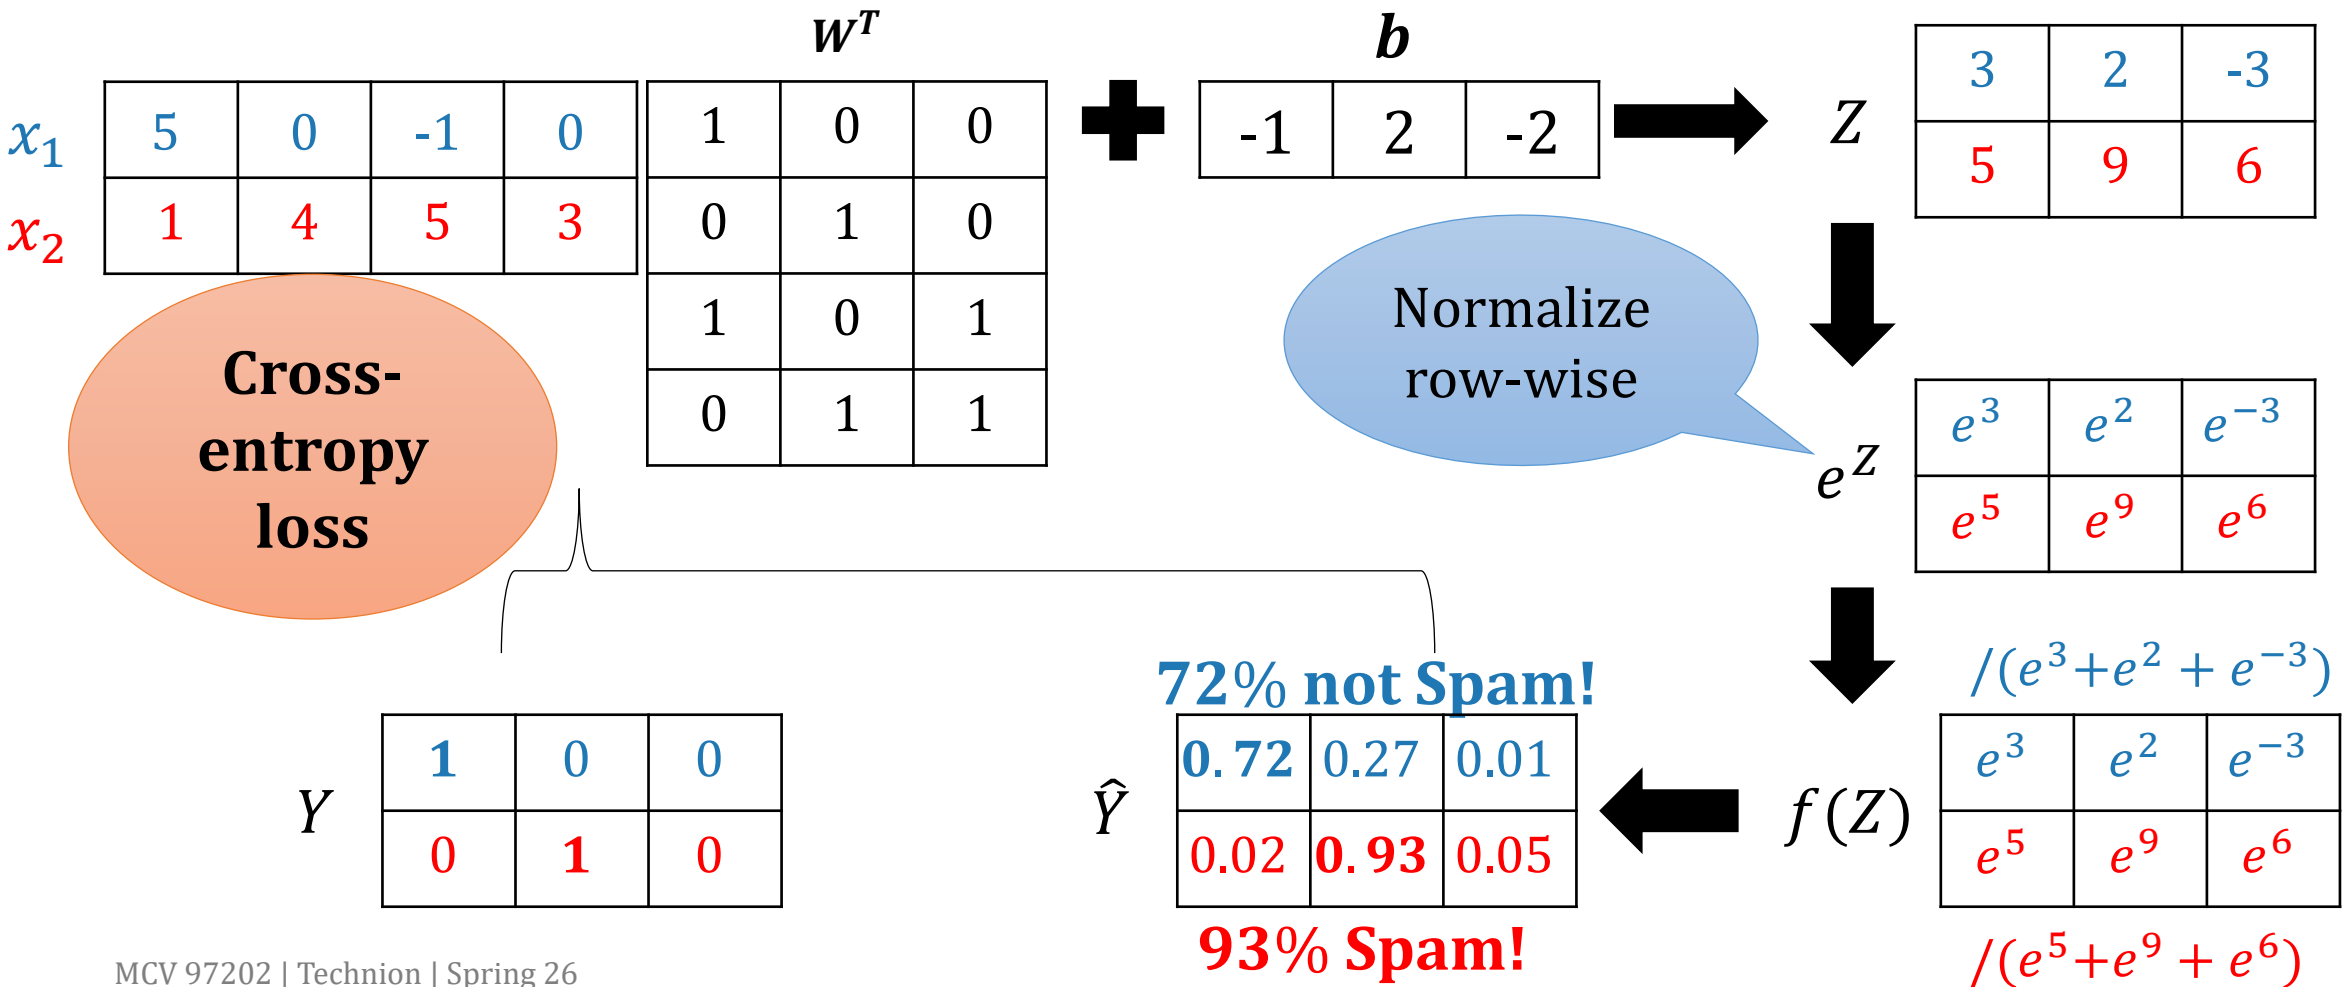 Wᵀ
b
x₁ 5 0 -1 0
x₂ 1 4 5 3
1 0 0
0 1 0
1 0 1
0 1 1
-1 2 -2
Z
3 2 -3
5 9 6
Cross-
entropy
loss
Normalize
row-wise
e^Z
e³ e² e⁻³
e⁵ e⁹ e⁶
/(e³+e² + e⁻³)
f(Z)
e³ e² e⁻³
e⁵ e⁹ e⁶
/(e⁵+e⁹ + e⁶)
72% not Spam!
Ŷ
0.72 0.27 0.01
0.02 0.93 0.05
93% Spam!
Y
1 0 0
0 1 0
MCV 97202 | Technion | Spring 26